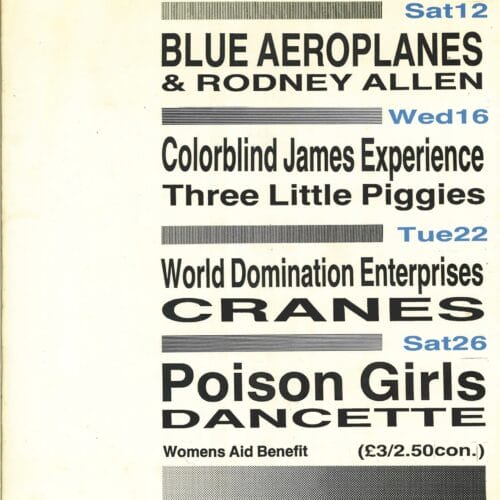 Sat12
BLUE AEROPLANES
& RODNEY ALLEN
Wed16
Colorblind James Experience
Three Little Piggies
Tue22
World Domination Enterprises
CRANES
Sat26
Poison Girls
DANCETTE
Womens Aid Benefit (£3/2.50con.)